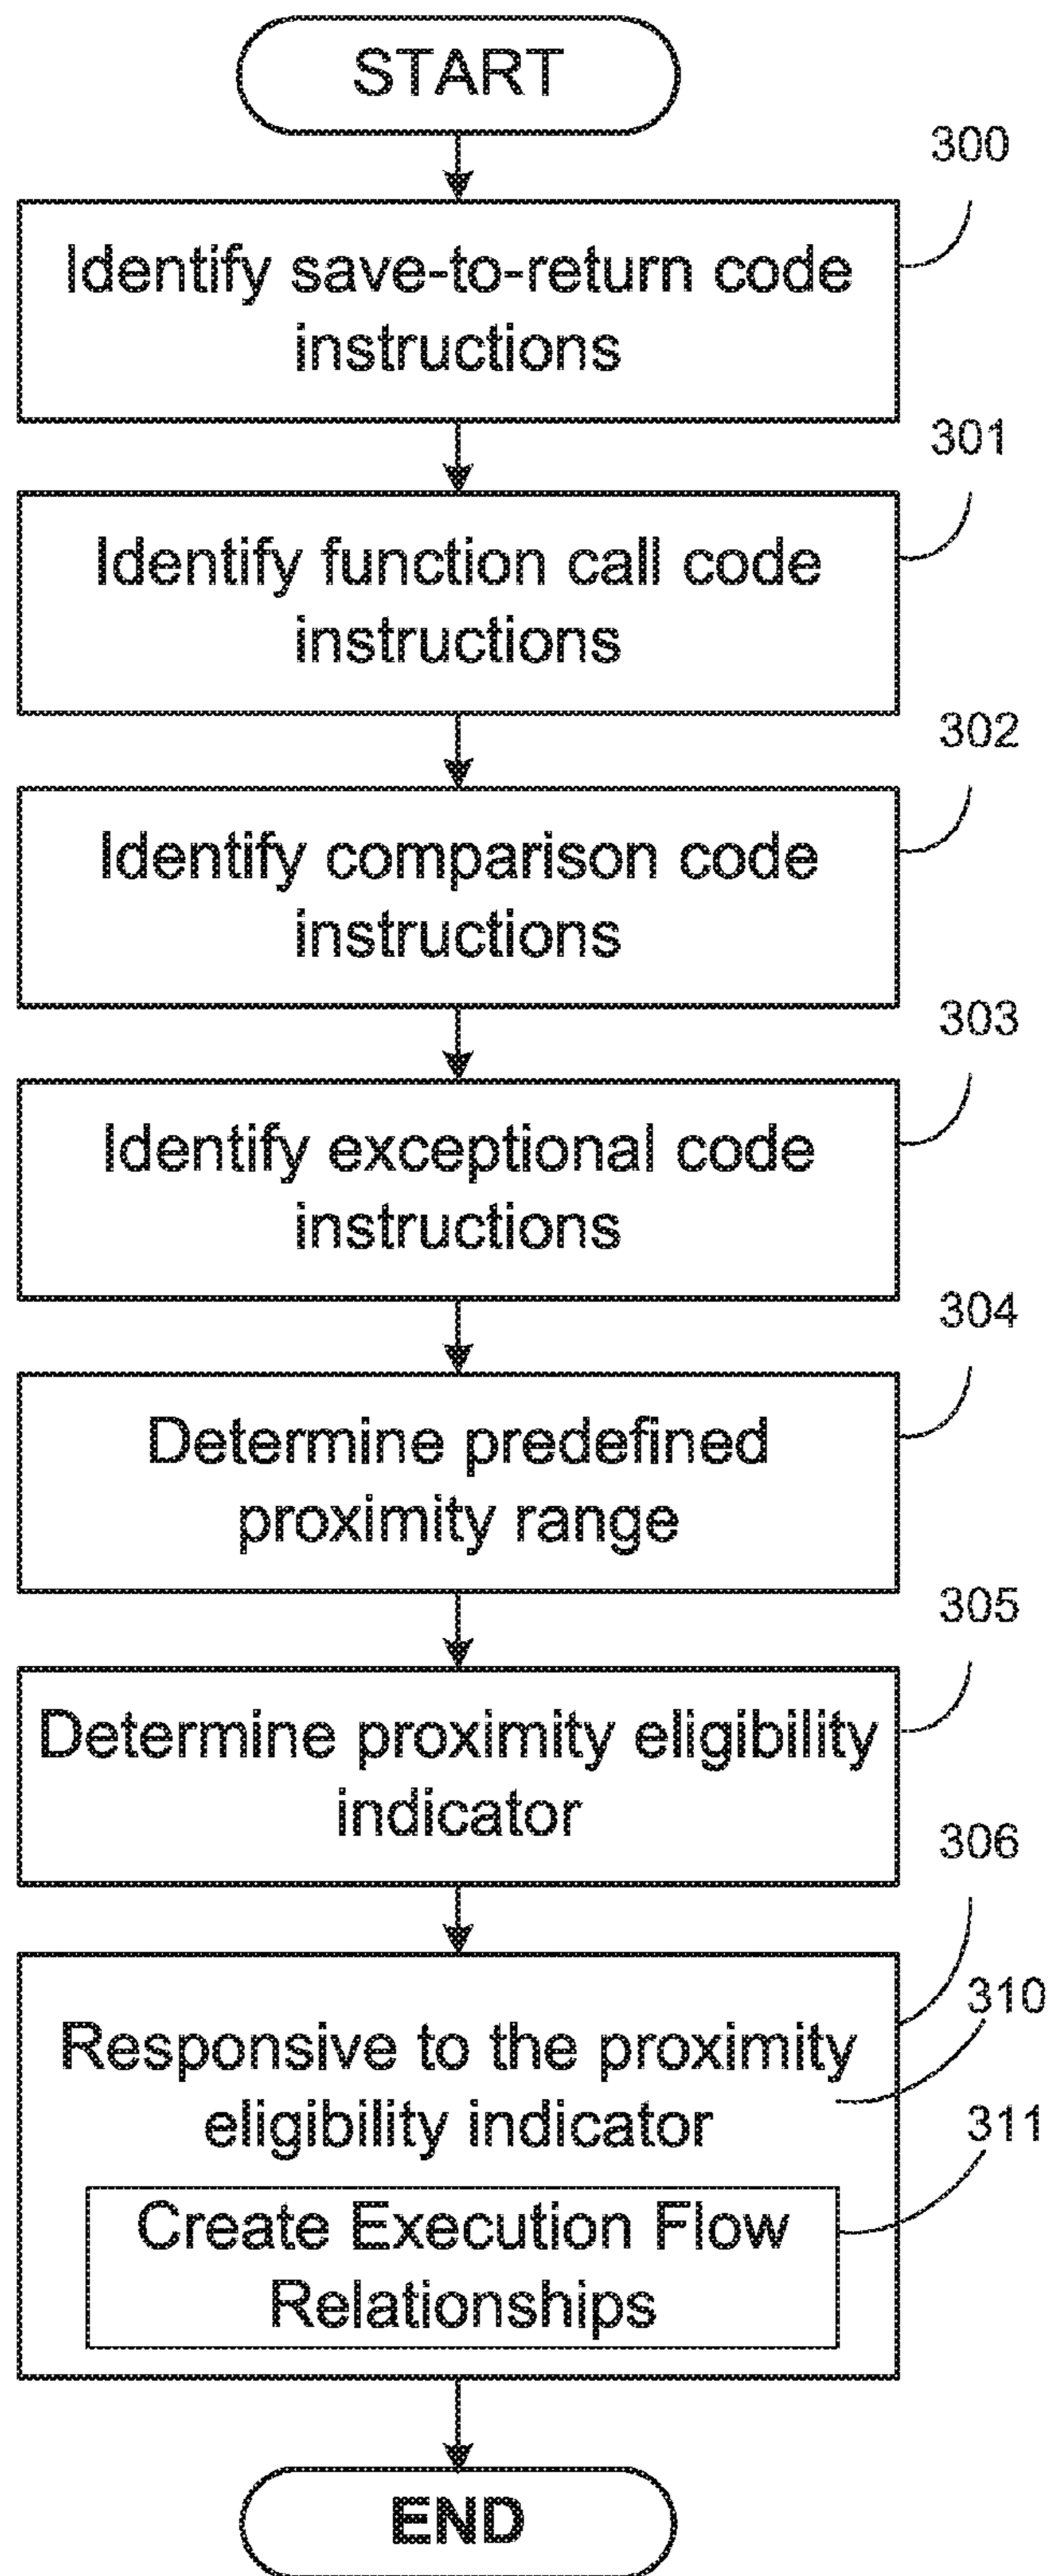 START
300
Identify save-to-return code
instructions
301
Identify function call code
instructions
302
Identify comparison code
instructions
303
Identify exceptional code
instructions
304
Determine predefined
proximity range
305
Determine proximity eligibility
indicator
306
310
Responsive to the proximity
eligibility indicator
311
Create Execution Flow
Relationships
END